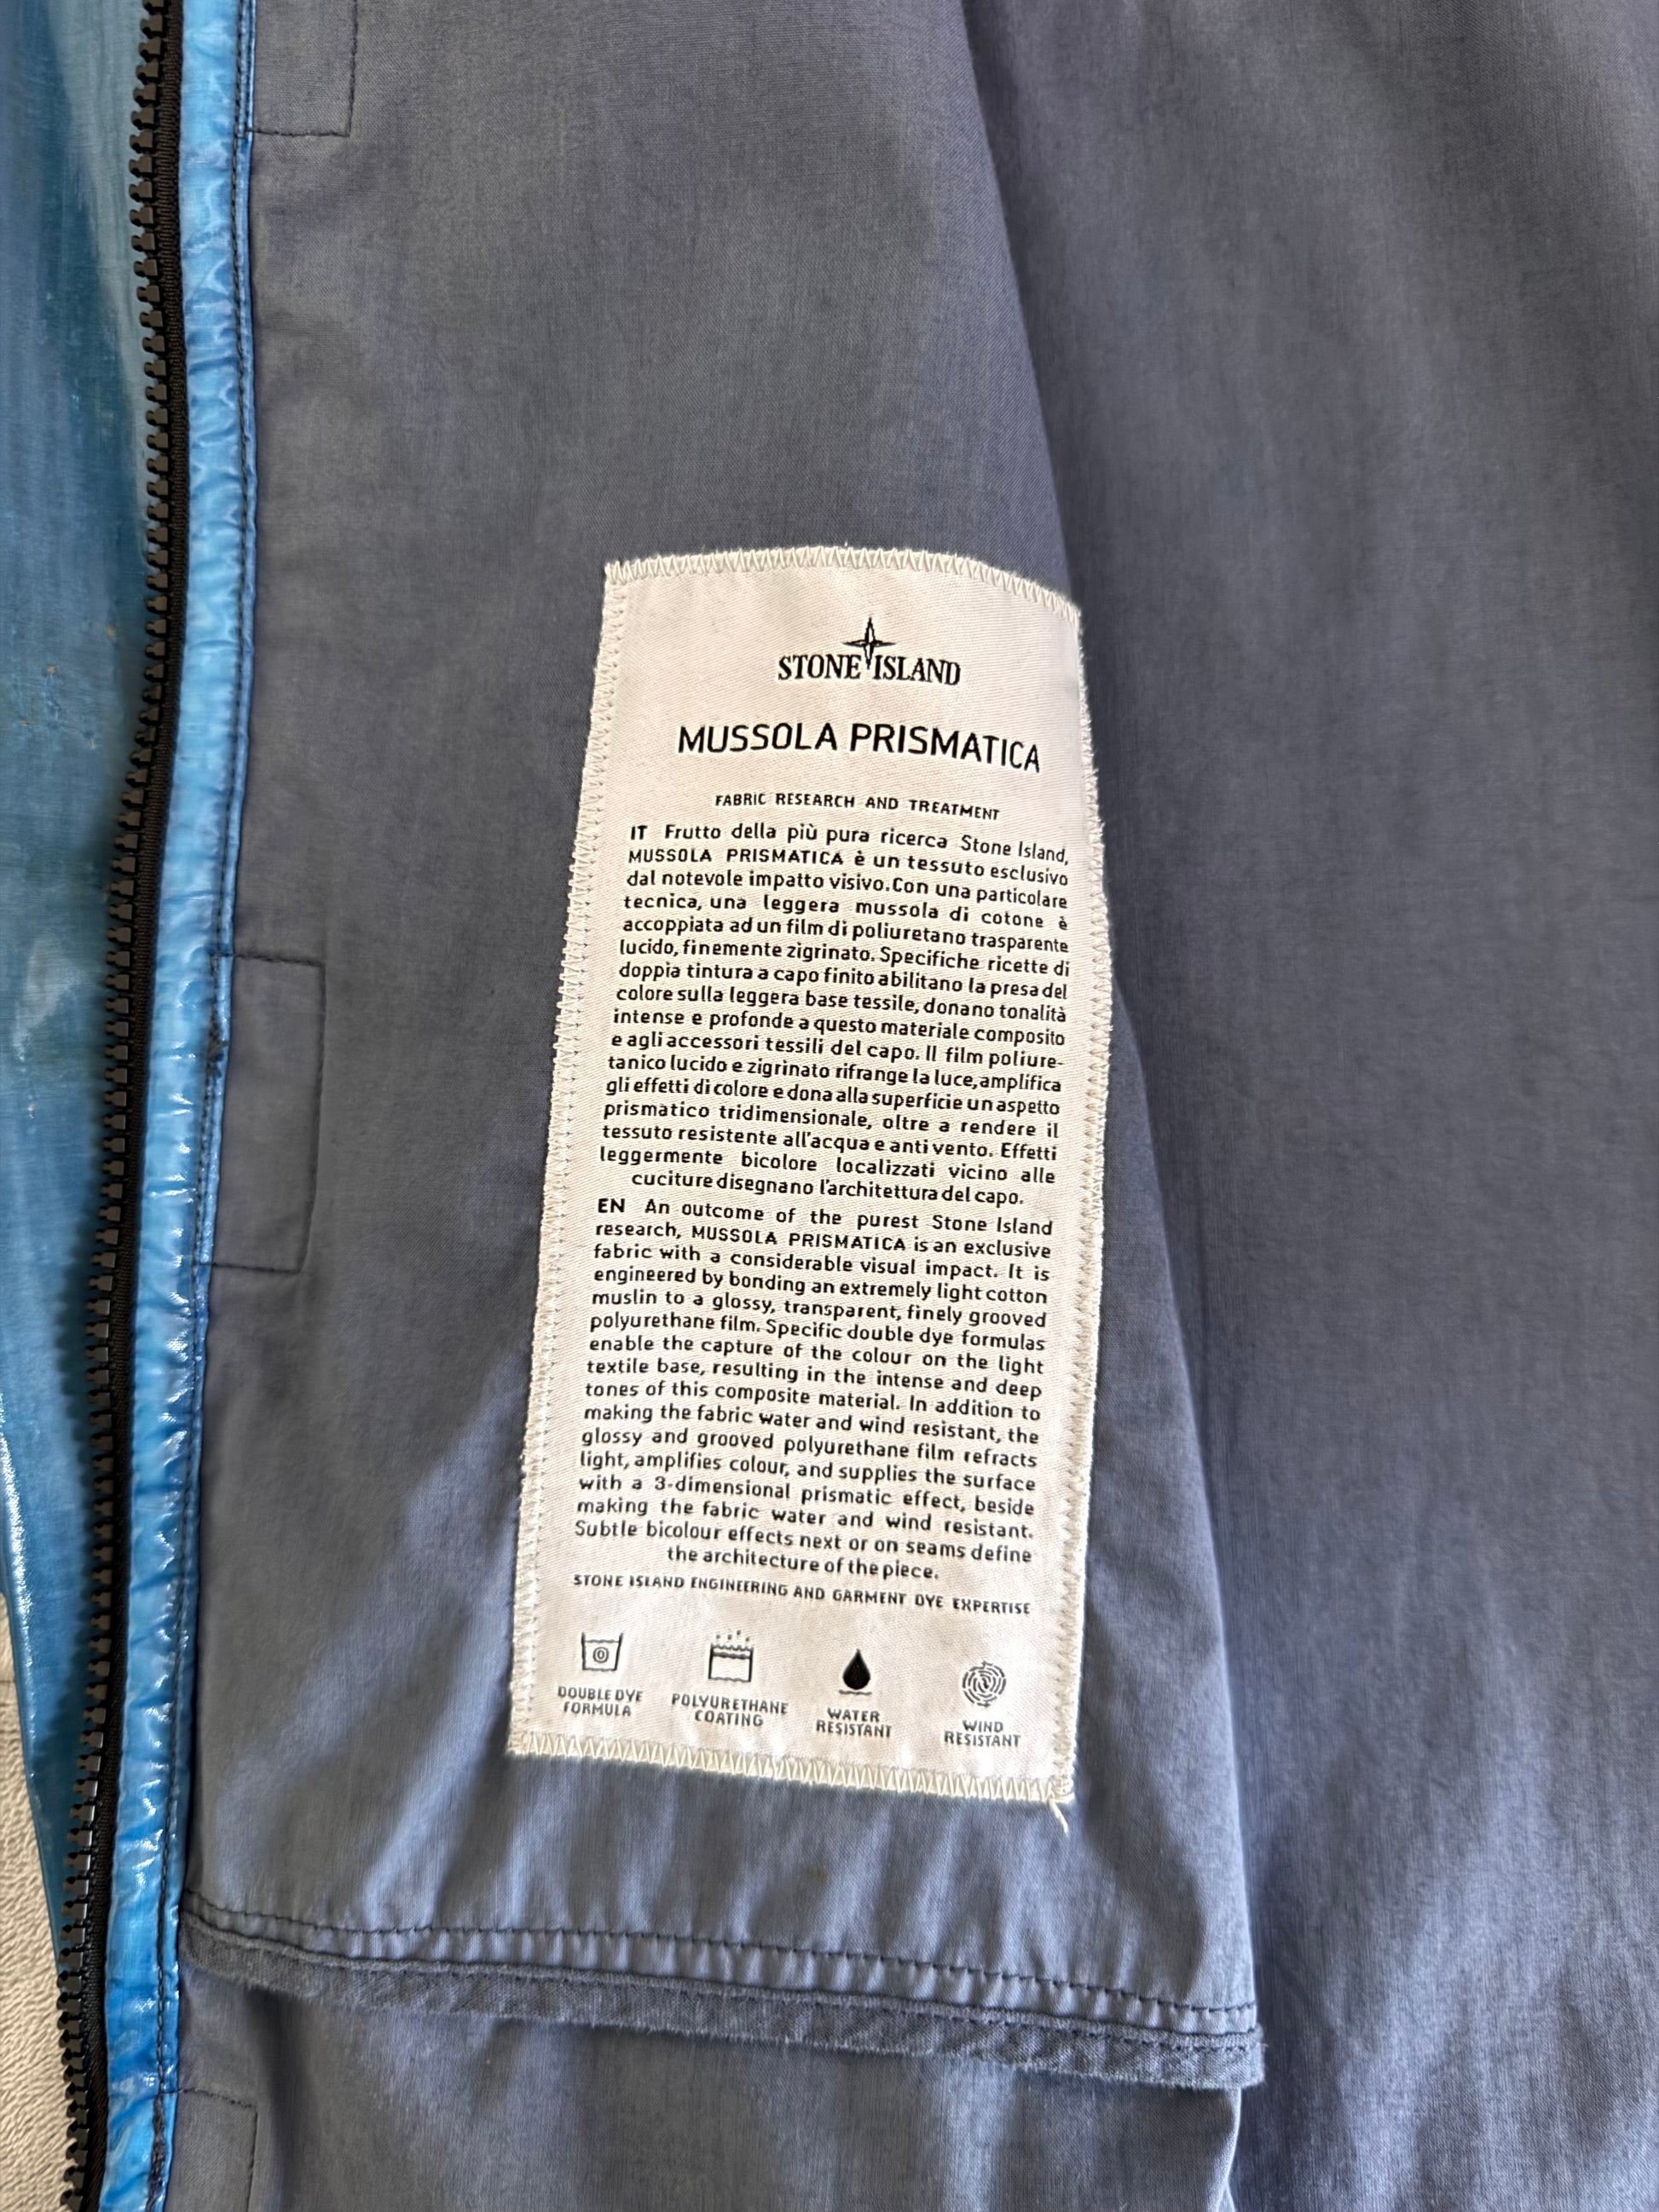 STONE ISLAND
MUSSOLA PRISMATICA
FABRIC RESEARCH AND TREATMENT
IT Frutto della più pura ricerca Stone Island,
MUSSOLA PRISMATICA è un tessuto esclusivo
dal notevole impatto visivo.Con una particolare
tecnica, una leggera mussola di cotone è
accoppiata ad un film di poliuretano trasparente
lucido, finemente zigrinato. Specifiche ricette di
doppia tintura a capo finito abilitano la presa del
colore sulla leggera base tessile, donano tonalità
intense e profonde a questo materiale composito
e agli accessori tessili del capo. Il film poliure-
tanico lucido e zigrinato rifrange la luce,amplifica
gli effetti di colore e dona alla superficie un aspetto
prismatico tridimensionale, oltre a rendere il
tessuto resistente all'acqua e anti vento. Effetti
leggermente bicolore localizzati vicino alle
cuciture disegnano l'architettura del capo.
EN An outcome of the purest Stone Island
research, MUSSOLA PRISMATICA is an exclusive
fabric with a considerable visual impact. It is
engineered by bonding an extremely light cotton
muslin to a glossy, transparent, finely grooved
polyurethane film. Specific double dye formulas
enable the capture of the colour on the light
textile base, resulting in the intense and deep
tones of this composite material. In addition to
making the fabric water and wind resistant, the
glossy and grooved polyurethane film refracts
light, amplifies colour, and supplies the surface
with a 3-dimensional prismatic effect, beside
making the fabric water and wind resistant.
Subtle bicolour effects next or on seams define
the architecture of the piece.
STONE ISLAND ENGINEERING AND GARMENT DYE EXPERTISE
DOUBLE DYE
FORMULA
POLYURETHANE
COATING
WATER
RESISTANT
WIND
RESISTANT